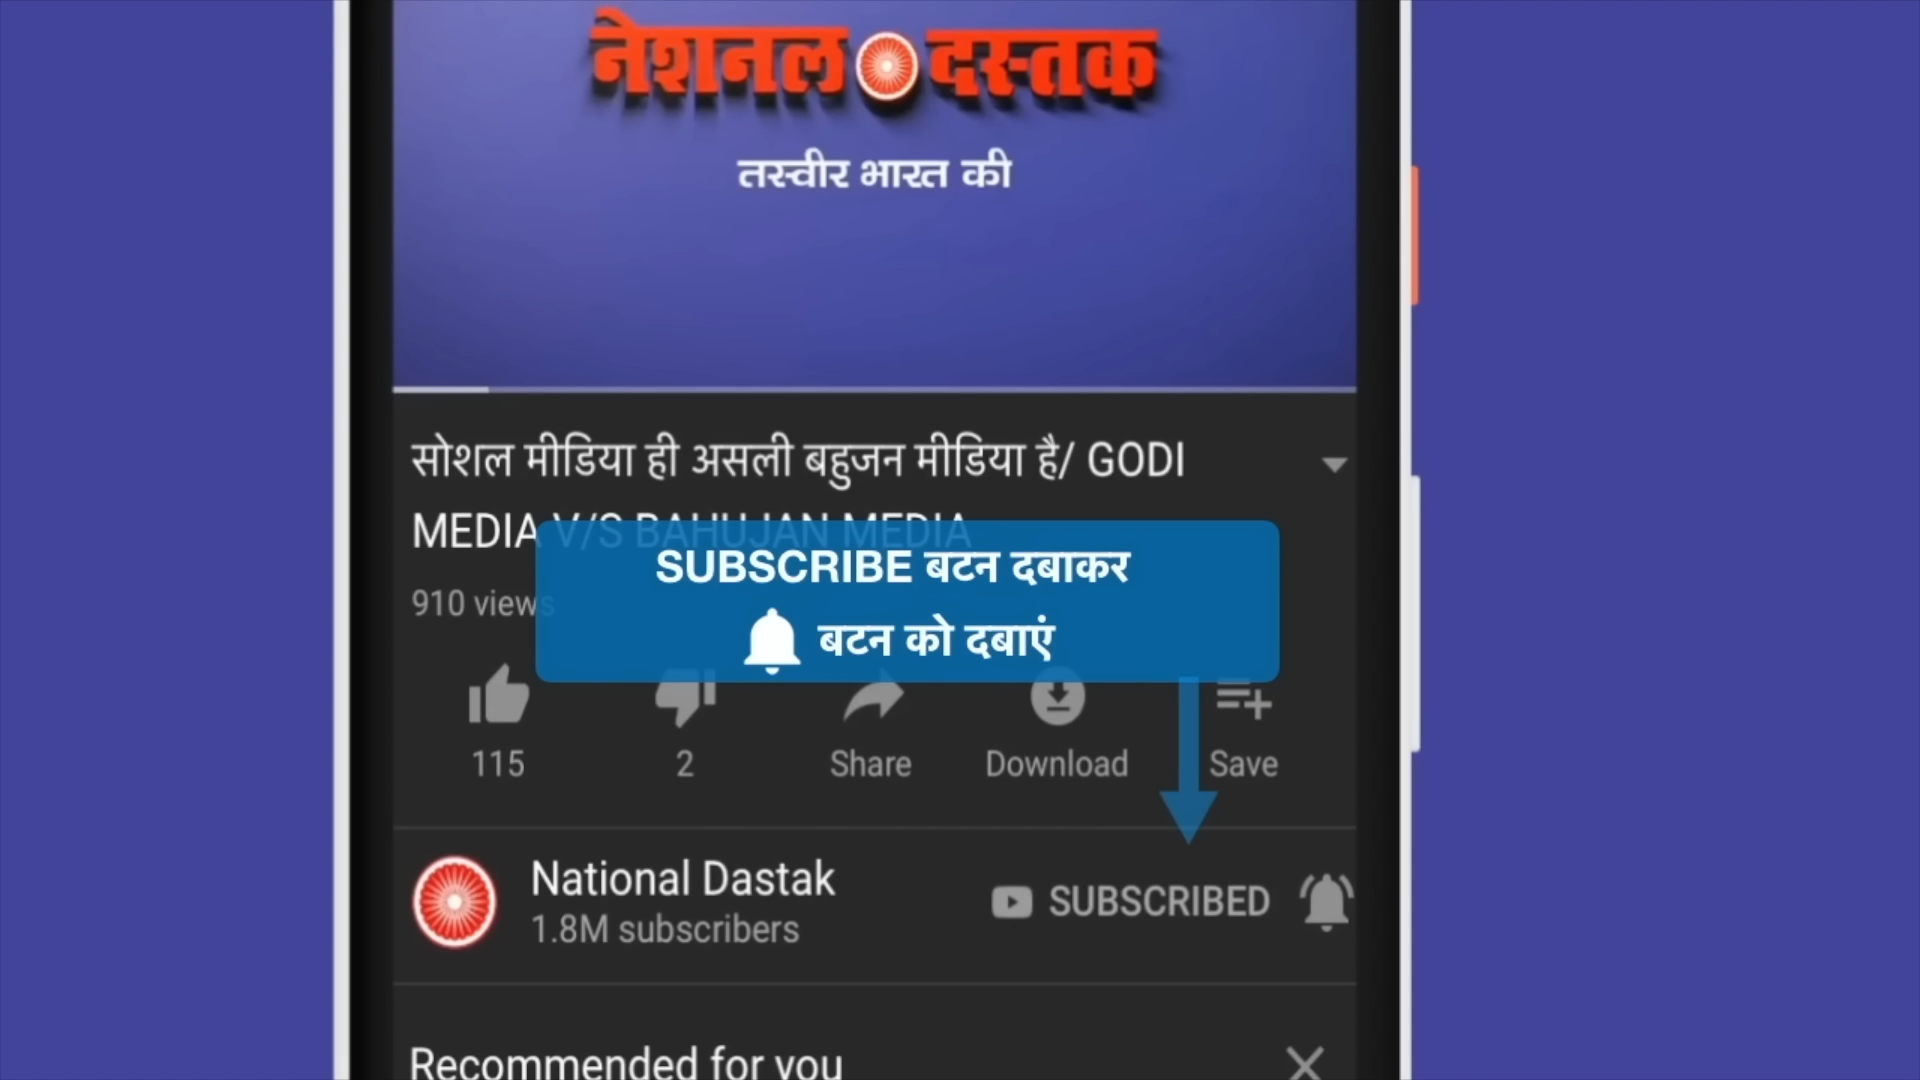 नेशनल दस्तक
तस्वीर भारत की
सोशल मीडिया ही असली बहुजन मीडिया है/ GODI
MEDIA V/S BAHUJAN MEDIA
SUBSCRIBE बटन दबाकर
910 views
बटन को दबाएं
115
2
Share
Download
Save
National Dastak
SUBSCRIBED
1.8M subscribers
Recommended for you